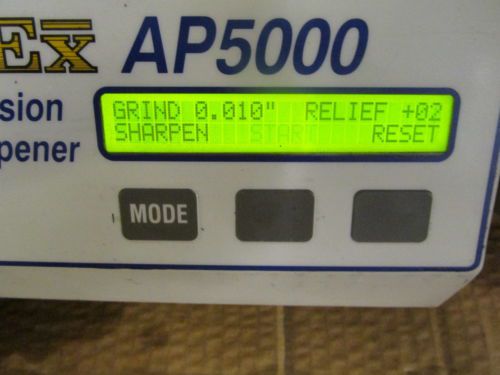 Ex AP5000
sion
pener
GRIND 0.010" RELIEF +02
SHARPEN START RESET
MODE